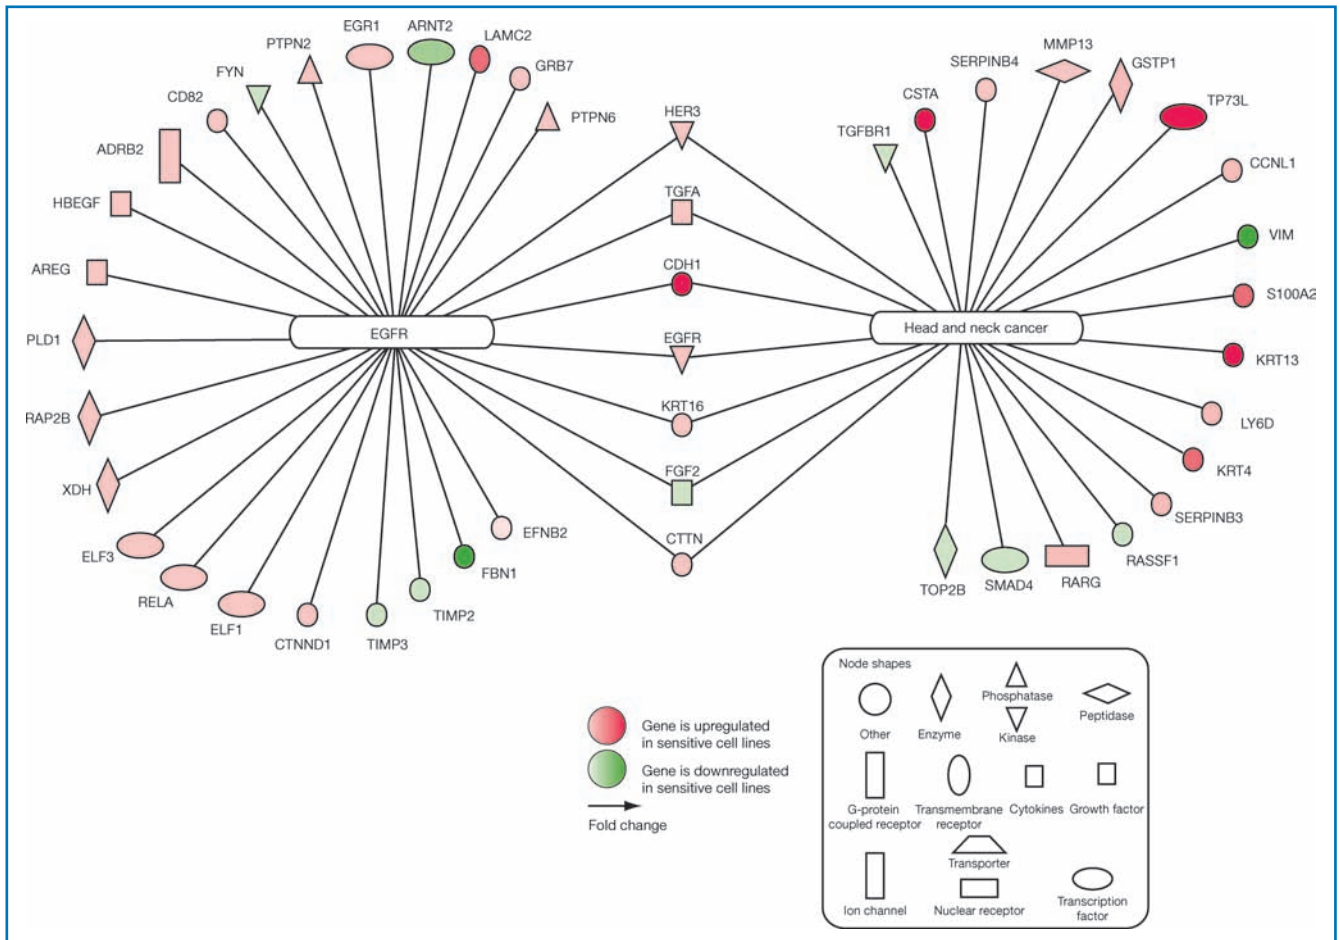 EGR1
ARNT2
LAMC2
PTPN2
GRB7
FYN
CD82
PTPN6
ADRB2
HBEGF
AREG
PLD1
RAP2B
XDH
ELF3
RELA
ELF1
CTNND1
TIMP3
TIMP2
FBN1
EFNB2
EGFR
HER3
TGFA
CDH1
EGFR
KRT16
FGF2
CTTN
Head and neck cancer
TGFBR1
CSTA
SERPINB4
MMP13
GSTP1
TP73L
CCNL1
VIM
S100A2
KRT13
LY6D
KRT4
SERPINB3
RASSF1
RARG
SMAD4
TOP2B
Gene is upregulated
in sensitive cell lines
Gene is downregulated
in sensitive cell lines
Fold change
Node shapes
Other
Enzyme
Phosphatase
Kinase
Peptidase
G-protein
coupled receptor
Transmembrane
receptor
Cytokines
Growth factor
Ion channel
Transporter
Nuclear receptor
Transcription
factor